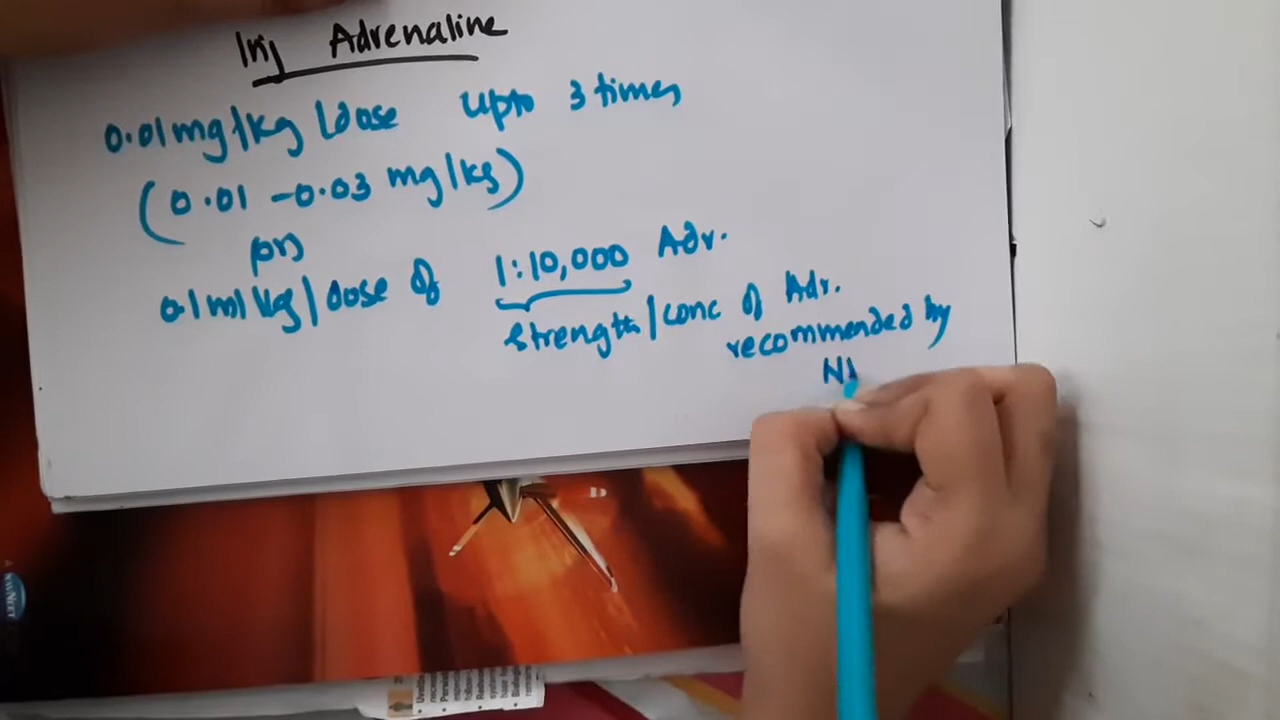 Inj Adrenaline
0.01mg/kg/dose upto 3 times
(0.01 - 0.03 mg/kg)
or
0.1ml/kg/dose of 1:10,000 Adr.
strength/conc of Adr.
recommended by